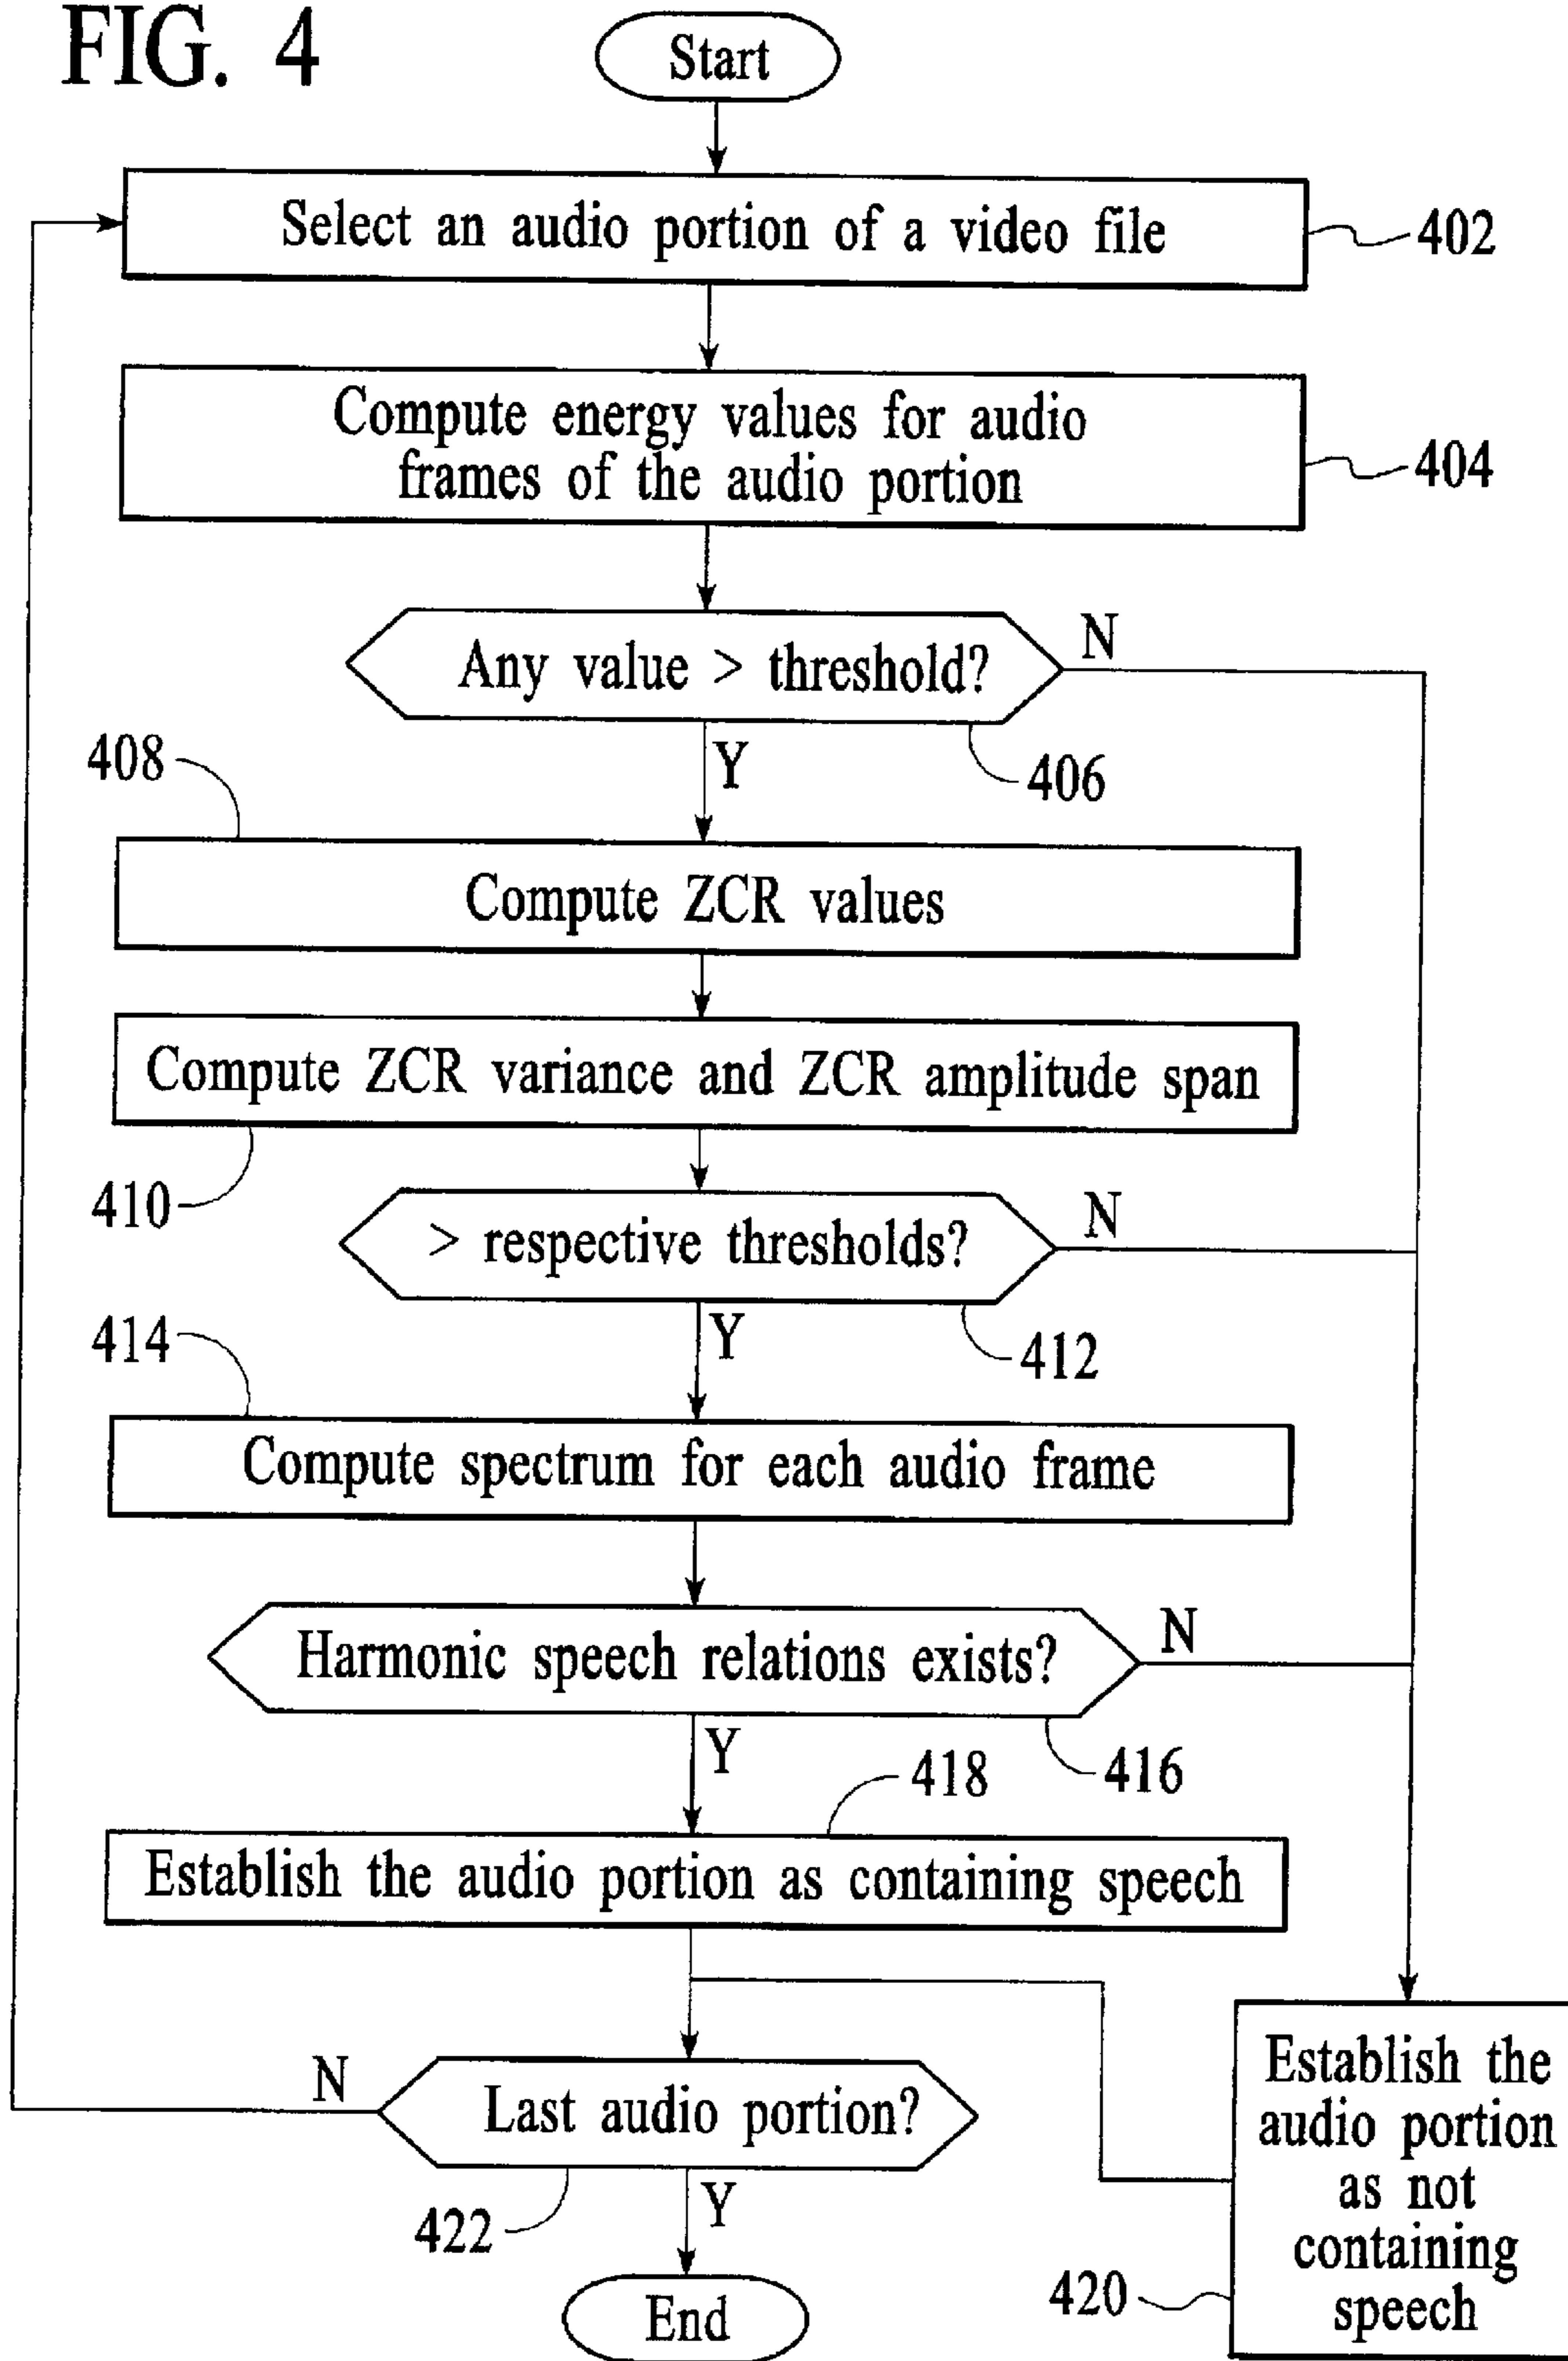 FIG. 4
Start
Select an audio portion of a video file
402
Compute energy values for audio
frames of the audio portion
404
Any value > threshold?
N
406
Y
408
Compute ZCR values
Compute ZCR variance and ZCR amplitude span
410
> respective thresholds?
N
412
Y
414
Compute spectrum for each audio frame
Harmonic speech relations exists?
N
416
Y
418
Establish the audio portion as containing speech
Last audio portion?
N
422
Y
End
Establish the
audio portion
as not
containing
speech
420